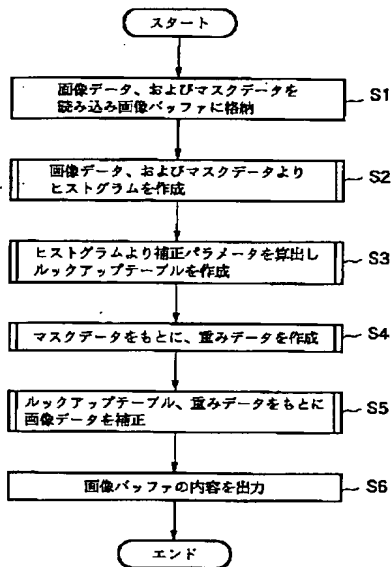 スタート
画像データ、およびマスクデータを
読み込み画像バッファに格納
S1
画像データ、およびマスクデータより
ヒストグラムを作成
S2
ヒストグラムより補正パラメータを算出し
ルックアップテーブルを作成
S3
マスクデータをもとに、重みデータを作成
S4
ルックアップテーブル、重みデータをもとに
画像データを補正
S5
画像バッファの内容を出力
S6
エンド